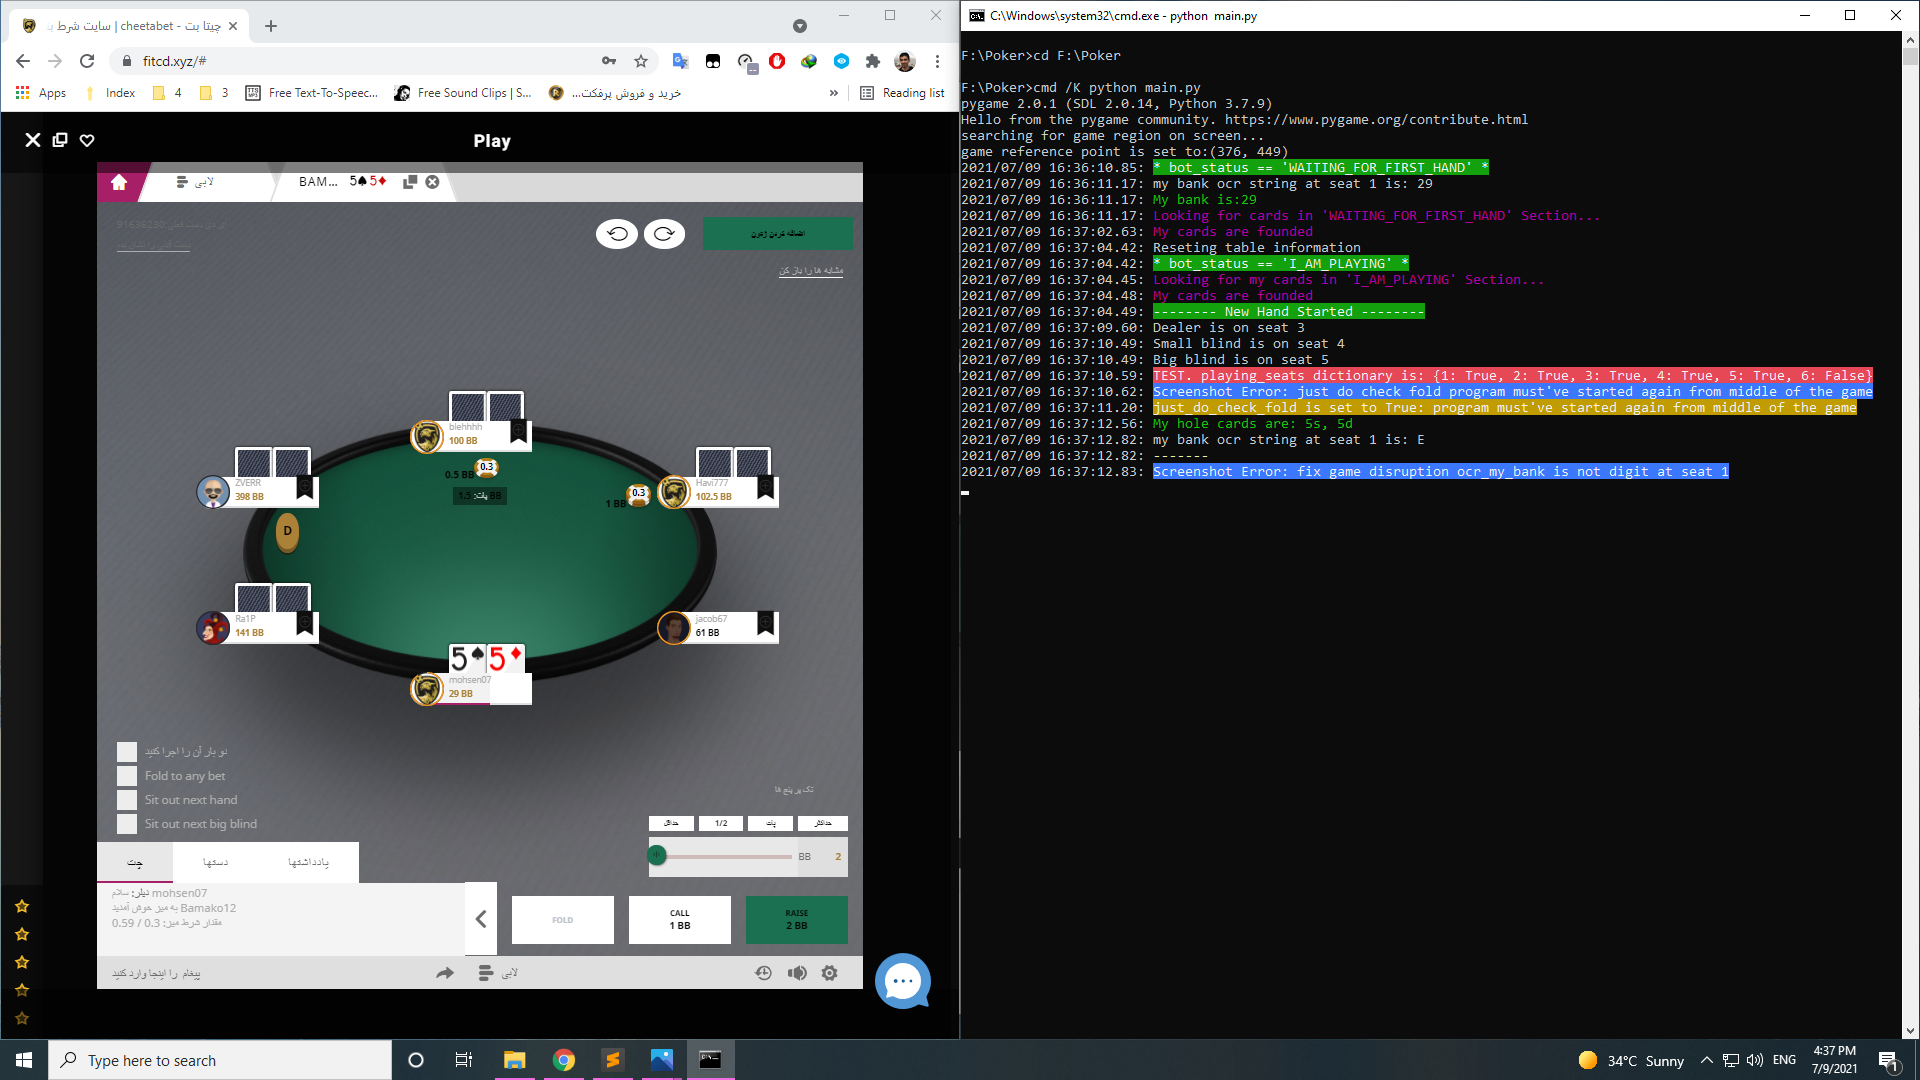 چیتا بت - cheetabet | سایت شرط ب
fitcd.xyz/#
Apps
Index
4
3
Free Text-To-Speec...
Free Sound Clips | S...
خرید و فروش پرفکت...
»
Reading list
Play
لابی
BAM... 5♠5♦
اضافه کردن ژتون
مشابه ها را باز کن
blehhhh
100 BB
ZVERR
398 BB
0.5 BB
0.3
پات: 1.5 BB
1 BB
0.3
Havi777
102.5 BB
D
Ra1P
141 BB
jacob67
61 BB
5♠ 5♦
mohsen07
29 BB
دو بار آن را اجرا کنید
Fold to any bet
Sit out next hand
Sit out next big blind
تک پر پنج ها
حداقل
1/2
پات
حداکثر
BB 2
چت
دستها
یادداشتها
دیلر: سلام mohsen07
به میز خوش آمدید Bamako12
مقدار شرط میز: 0.3 / 0.59
FOLD
CALL
1 BB
RAISE
2 BB
پیغام را اینجا وارد کنید
لابی
C:\Windows\system32\cmd.exe - python  main.py
F:\Poker>cd F:\Poker
F:\Poker>cmd /K python main.py
pygame 2.0.1 (SDL 2.0.14, Python 3.7.9)
Hello from the pygame community. https://www.pygame.org/contribute.html
searching for game region on screen...
game reference point is set to:(376, 449)
2021/07/09 16:36:10.85: * bot_status == 'WAITING_FOR_FIRST_HAND' *
2021/07/09 16:36:11.17: my bank ocr string at seat 1 is: 29
2021/07/09 16:36:11.17: My bank is:29
2021/07/09 16:36:11.17: Looking for cards in 'WAITING_FOR_FIRST_HAND' Section...
2021/07/09 16:37:02.63: My cards are founded
2021/07/09 16:37:04.42: Reseting table information
2021/07/09 16:37:04.42: * bot_status == 'I_AM_PLAYING' *
2021/07/09 16:37:04.45: Looking for my cards in 'I_AM_PLAYING' Section...
2021/07/09 16:37:04.48: My cards are founded
2021/07/09 16:37:04.49: -------- New Hand Started --------
2021/07/09 16:37:09.60: Dealer is on seat 3
2021/07/09 16:37:10.49: Small blind is on seat 4
2021/07/09 16:37:10.49: Big blind is on seat 5
2021/07/09 16:37:10.59: TEST. playing_seats dictionary is: {1: True, 2: True, 3: True, 4: True, 5: True, 6: False}
2021/07/09 16:37:10.62: Screenshot Error: just do check fold program must've started again from middle of the game
2021/07/09 16:37:11.20: just_do_check_fold is set to True: program must've started again from middle of the game
2021/07/09 16:37:12.56: My hole cards are: 5s, 5d
2021/07/09 16:37:12.82: my bank ocr string at seat 1 is: E
2021/07/09 16:37:12.82: -------
2021/07/09 16:37:12.83: Screenshot Error: fix game disruption ocr_my_bank is not digit at seat 1
Type here to search
34°C Sunny
ENG
4:37 PM
7/9/2021
1